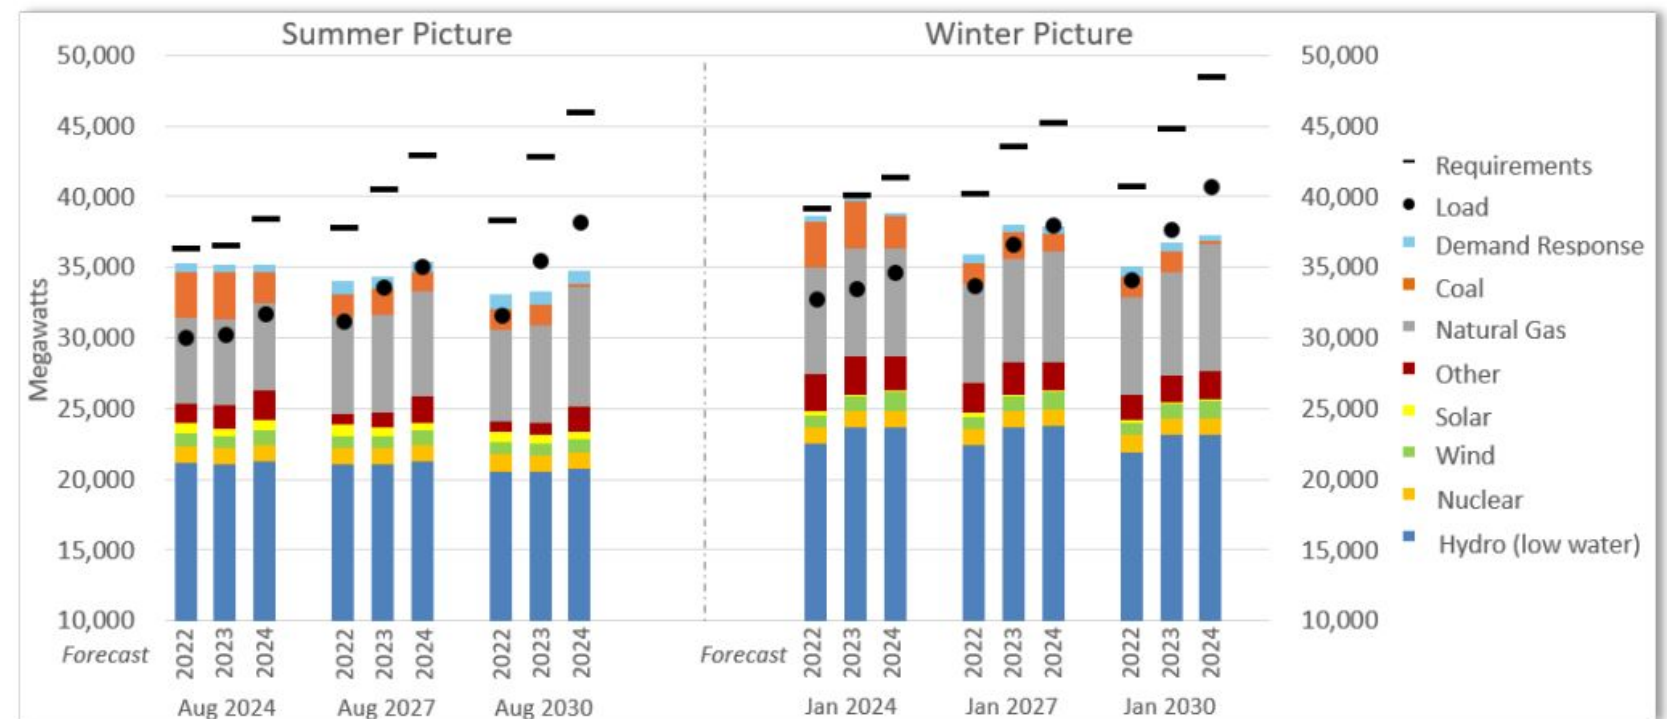 Summer Picture
Winter Picture
50,000
45,000
40,000
35,000
30,000
25,000
20,000
15,000
10,000
Megawatts
50,000
45,000
40,000
35,000
30,000
25,000
20,000
15,000
10,000
Requirements
Load
Demand Response
Coal
Natural Gas
Other
Solar
Wind
Nuclear
Hydro (low water)
Forecast 2022 2023 2024 2022 2023 2024 2022 2023 2024
Aug 2024 Aug 2027 Aug 2030
Forecast 2022 2023 2024 2022 2023 2024 2022 2023 2024
Jan 2024 Jan 2027 Jan 2030